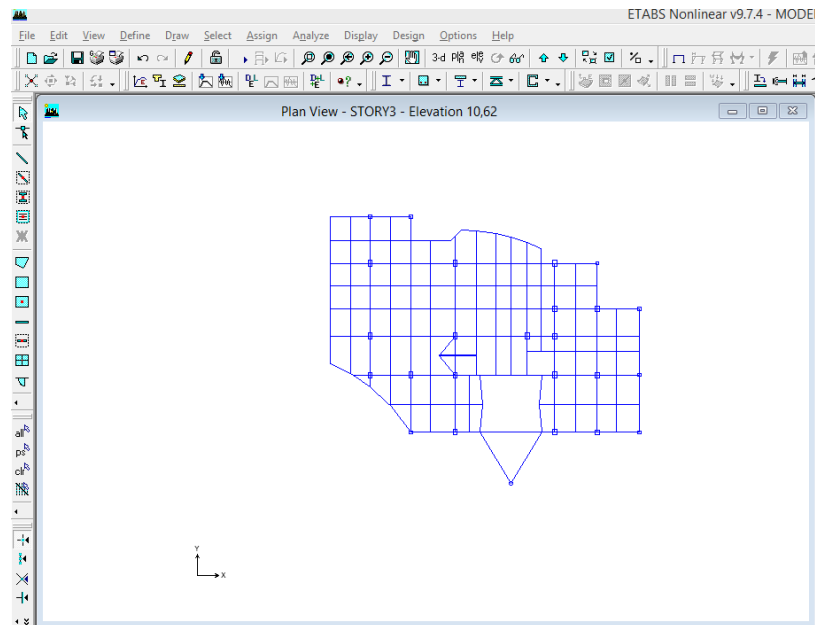 ETABS Nonlinear v9.7.4 - MODE
File Edit View Define Draw Select Assign Analyze Display Design Options Help
3-d
Plan View - STORY3 - Elevation 10,62
all
ps
clr
Y
X